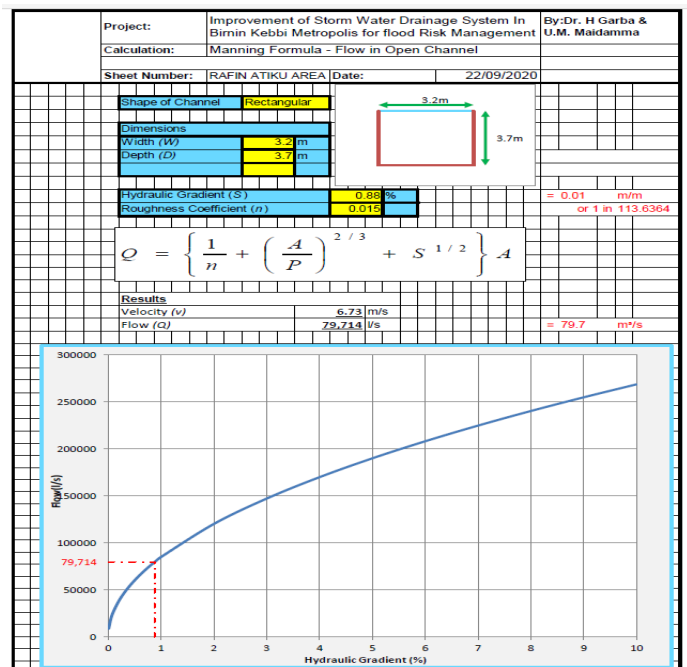 Project:
Improvement of Storm Water Drainage System In
Birnin Kebbi Metropolis for flood Risk Management
By:Dr. H Garba &
U.M. Maidamma
Calculation:
Manning Formula - Flow in Open Channel
Sheet Number:
RAFIN ATIKU AREA
Date:
22/09/2020
Shape of Channel
Rectangular
3.2m
3.7m
Dimensions
Width (W)
3.2 m
Depth (D)
3.7 m
Hydraulic Gradient (S)
0.88 %
= 0.01 m/m
Roughness Coefficient (n)
0.015
or 1 in 113.6364
Q = { 1/n + ( A/P ) 2 / 3 + S 1 / 2 } A
Results
Velocity (v)
6.73 m/s
Flow (Q)
79,714 l/s
= 79.7 m³/s
300000
250000
200000
150000
100000
79,714
50000
0
Flow(l/s)
0 1 2 3 4 5 6 7 8 9 10
Hydraulic Gradient (%)